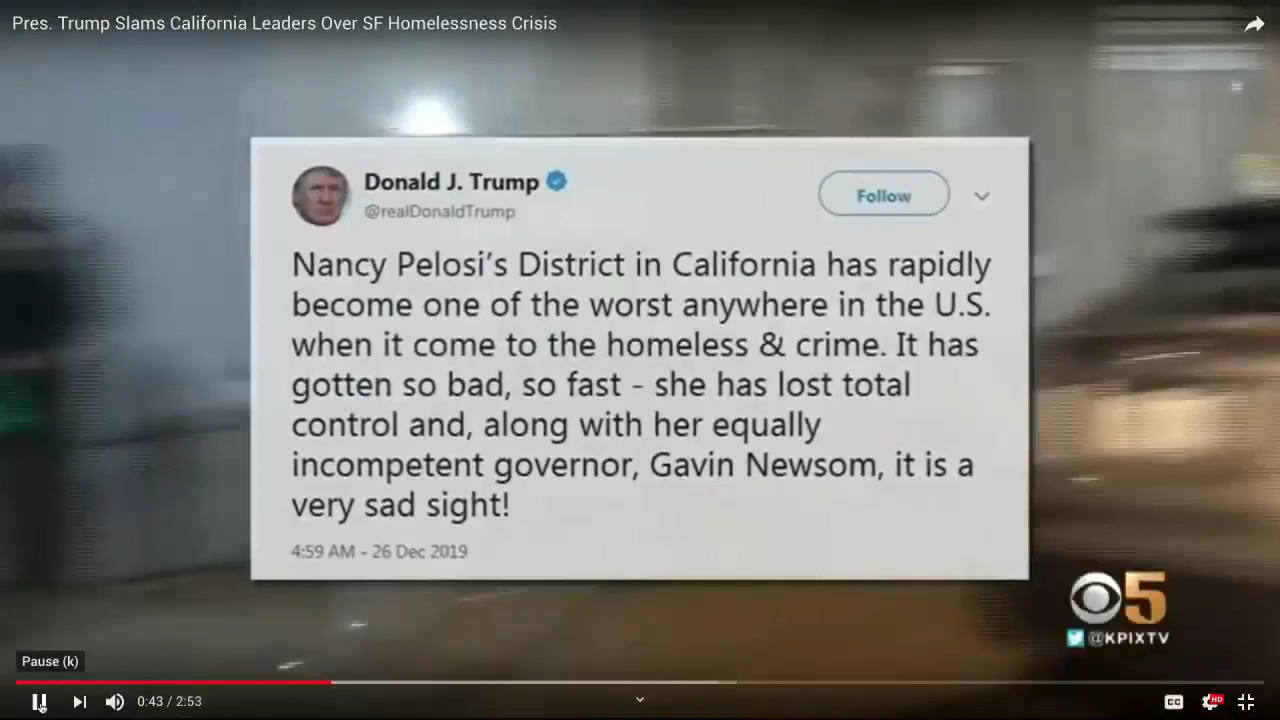 Pres. Trump Slams California Leaders Over SF Homelessness Crisis
Donald J. Trump
@realDonaldTrump
Follow
Nancy Pelosi's District in California has rapidly
become one of the worst anywhere in the U.S.
when it come to the homeless & crime. It has
gotten so bad, so fast - she has lost total
control and, along with her equally
incompetent governor, Gavin Newsom, it is a
very sad sight!
4:59 AM - 26 Dec 2019
5
@KPIXTV
Pause (k)
0:43 / 2:53
CC
HD